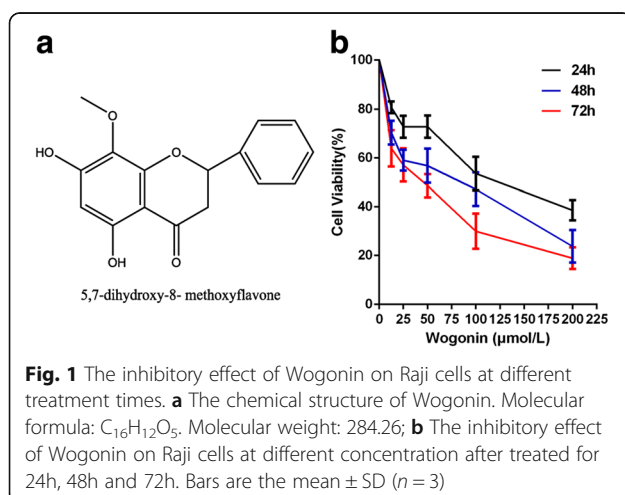 a
O
HO
O
OH
O
5,7-dihydroxy-8- methoxyflavone
b
100
80
60
40
20
0
Cell Viability(%)
24h
48h
72h
0 25 50 75 100 125 150 175 200 225
Wogonin (μmol/L)
Fig. 1 The inhibitory effect of Wogonin on Raji cells at different
treatment times. a The chemical structure of Wogonin. Molecular
formula: C₁₆H₁₂O₅. Molecular weight: 284.26; b The inhibitory effect
of Wogonin on Raji cells at different concentration after treated for
24h, 48h and 72h. Bars are the mean ± SD (n = 3)